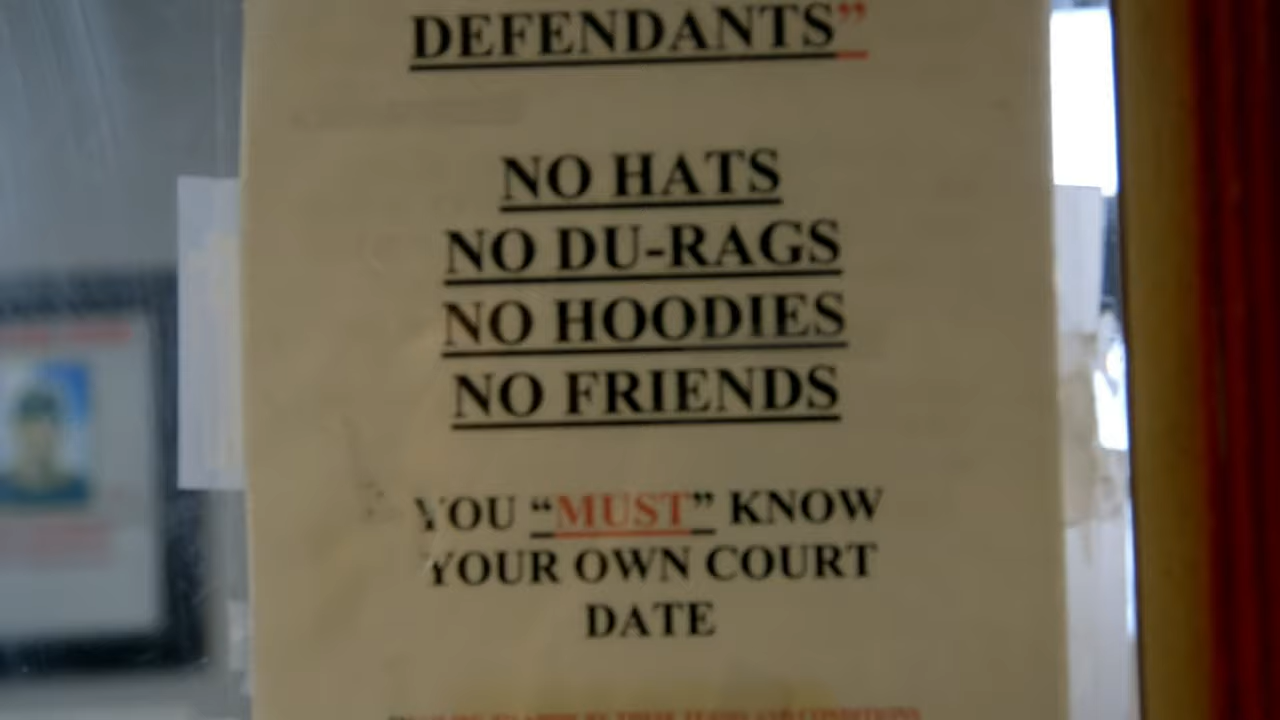 DEFENDANTS”
NO HATS
NO DU-RAGS
NO HOODIES
NO FRIENDS
YOU “MUST” KNOW
YOUR OWN COURT
DATE